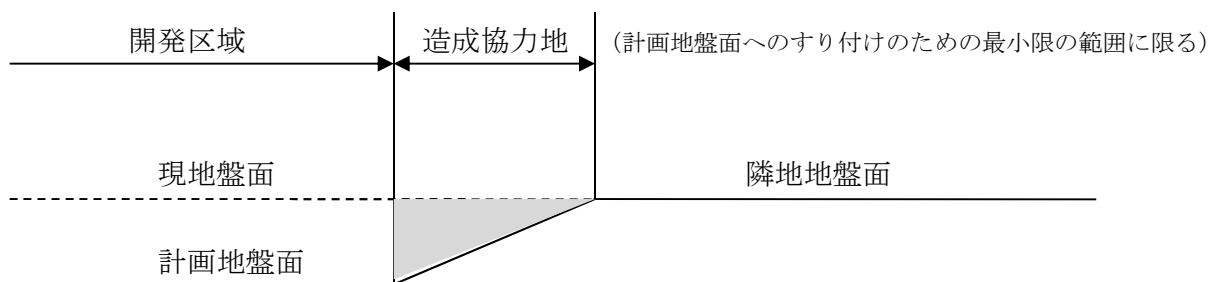 開発区域
造成協力地
(計画地盤面へのすり付けのための最小限の範囲に限る)
現地盤面
隣地地盤面
計画地盤面